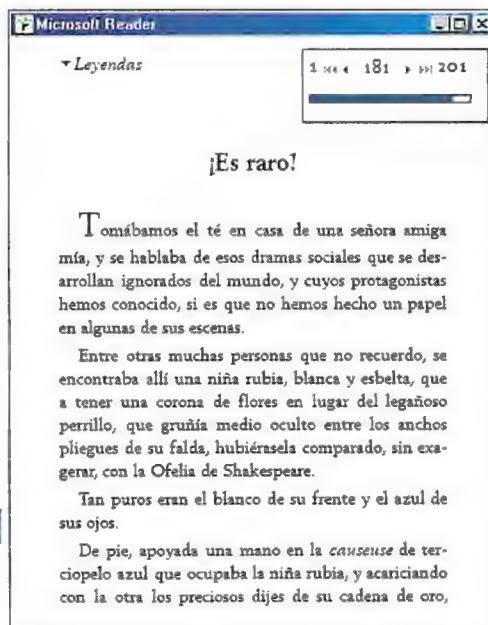 Microsoft Reader
Leyendas
1 181 201
¡Es raro!
Tomábamos el té en casa de una señora amiga
mía, y se hablaba de esos dramas sociales que se des-
arrollan ignorados del mundo, y cuyos protagonistas
hemos conocido, si es que no hemos hecho un papel
en algunas de sus escenas.
Entre otras muchas personas que no recuerdo, se
encontraba allí una niña rubia, blanca y esbelta, que
a tener una corona de flores en lugar del legañoso
perrillo, que gruñía medio oculto entre los anchos
pliegues de su falda, hubiérasela comparado, sin exa-
gerar, con la Ofelia de Shakespeare.
Tan puros eran el blanco de su frente y el azul de
sus ojos.
De pie, apoyada una mano en la causeuse de ter-
ciopelo azul que ocupaba la niña rubia, y acariciando
con la otra los preciosos dijes de su cadena de oro,